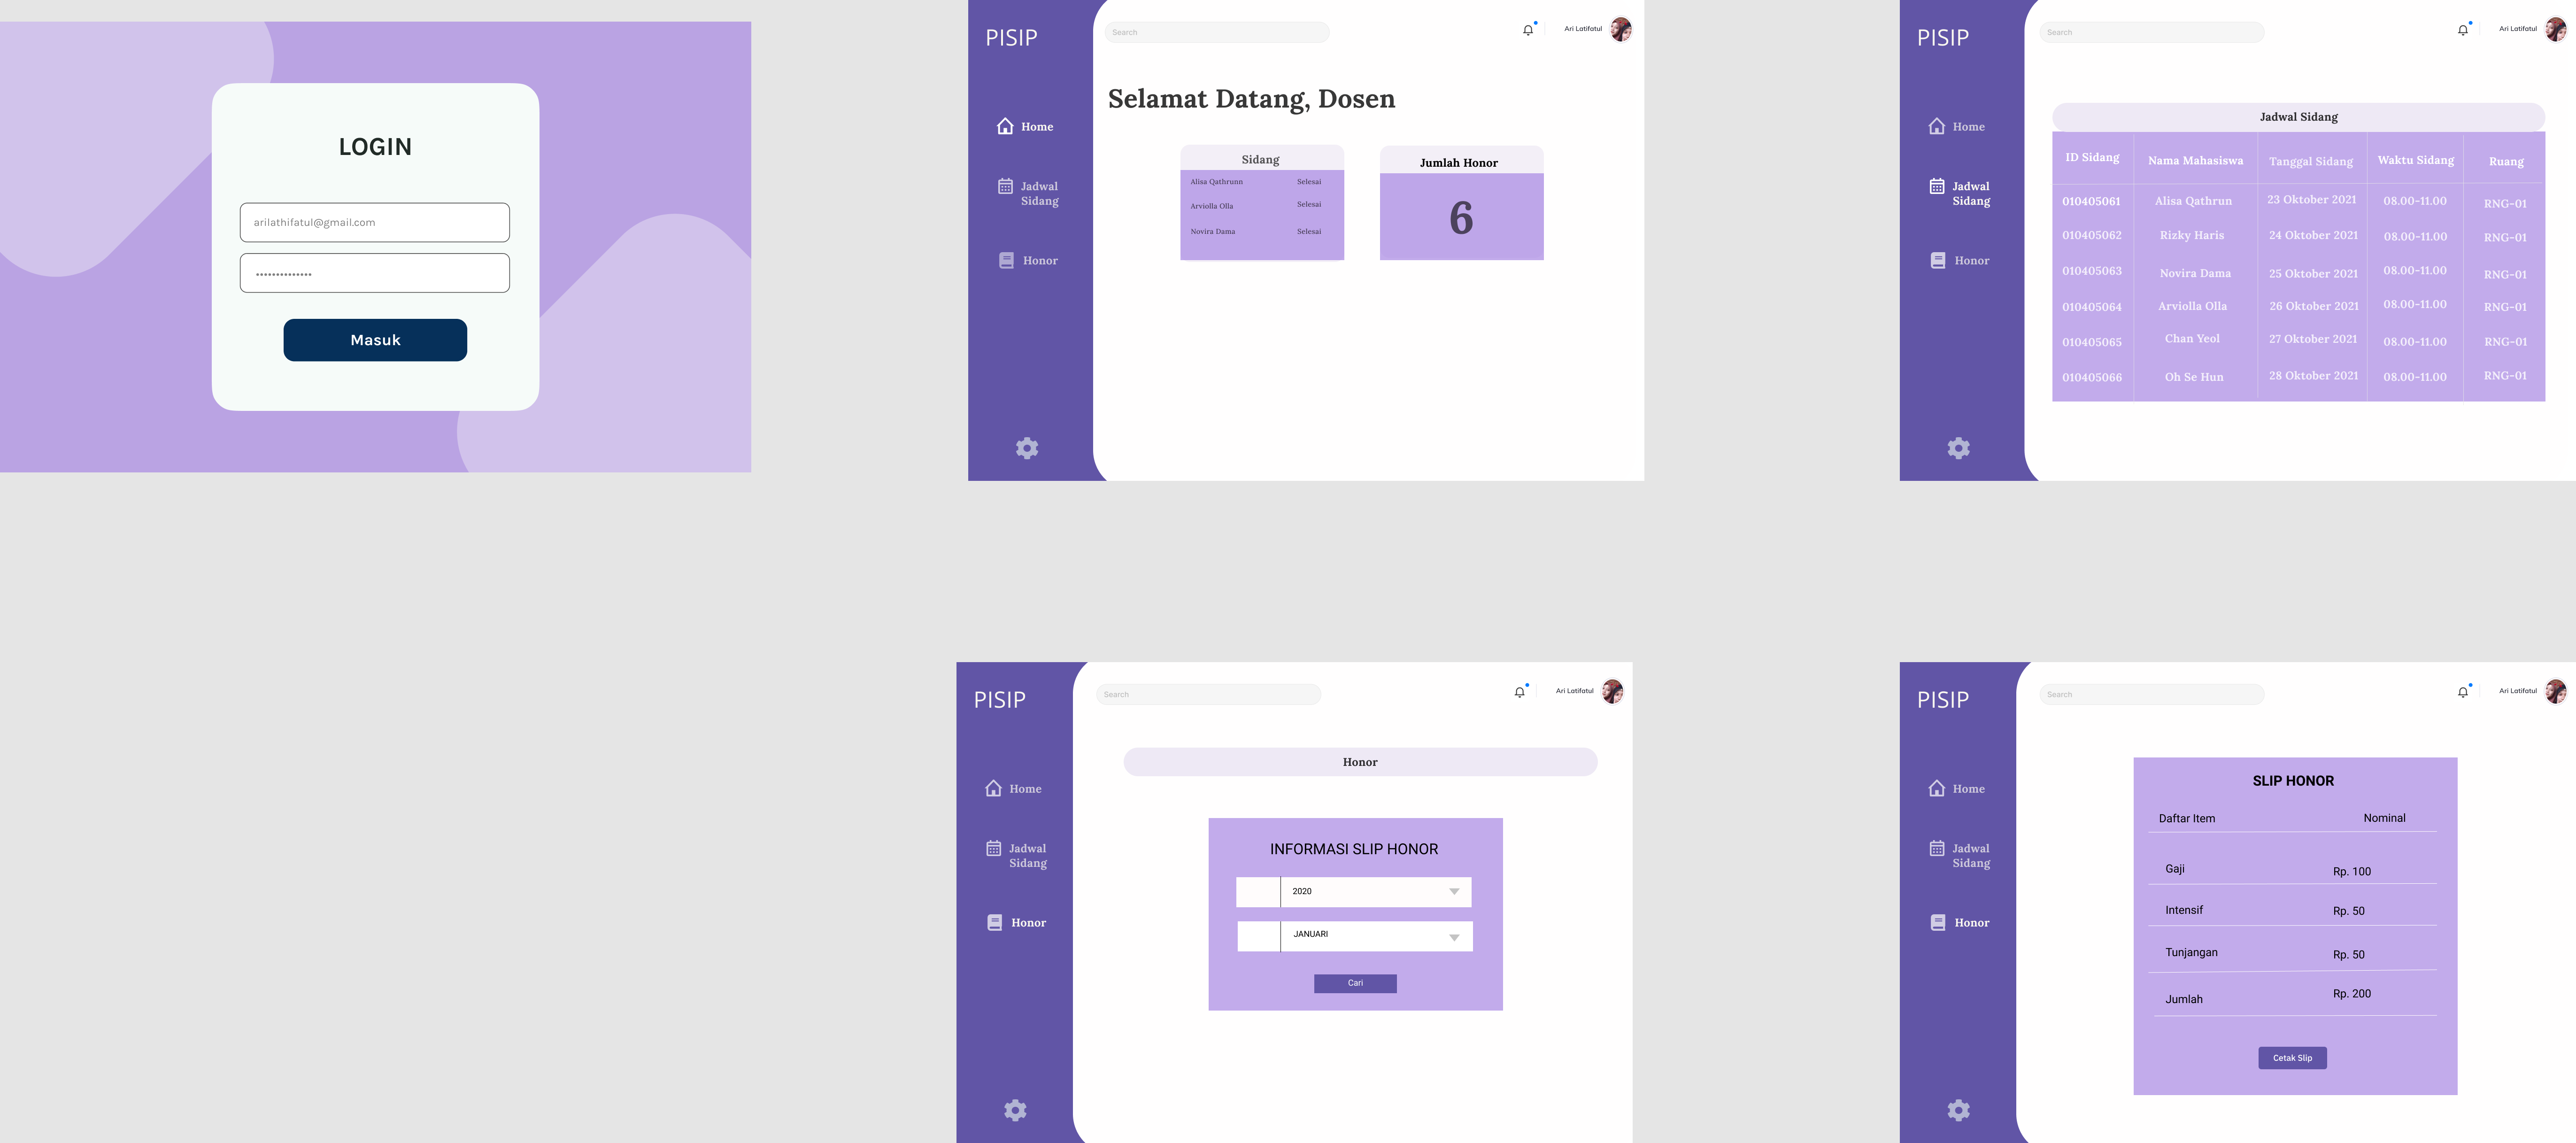 LOGIN
arilathifatul@gmail.com
••••••••••••••
Masuk
PISIP
Search
Ari Latifatul
Home
Jadwal
Sidang
Honor
Selamat Datang, Dosen
Sidang
Alisa Qathrunn Selesai
Arviolla Olla Selesai
Novira Dama Selesai
Jumlah Honor
6
PISIP
Search
Ari Latifatul
Home
Jadwal
Sidang
Honor
Jadwal Sidang
ID Sidang Nama Mahasiswa Tanggal Sidang Waktu Sidang Ruang
010405061 Alisa Qathrun 23 Oktober 2021 08.00-11.00 RNG-01
010405062 Rizky Haris 24 Oktober 2021 08.00-11.00 RNG-01
010405063 Novira Dama 25 Oktober 2021 08.00-11.00 RNG-01
010405064 Arviolla Olla 26 Oktober 2021 08.00-11.00 RNG-01
010405065 Chan Yeol 27 Oktober 2021 08.00-11.00 RNG-01
010405066 Oh Se Hun 28 Oktober 2021 08.00-11.00 RNG-01
PISIP
Search
Ari Latifatul
Home
Jadwal
Sidang
Honor
Honor
INFORMASI SLIP HONOR
2020
JANUARI
Cari
PISIP
Search
Ari Latifatul
Home
Jadwal
Sidang
Honor
SLIP HONOR
Daftar Item Nominal
Gaji Rp. 100
Intensif Rp. 50
Tunjangan Rp. 50
Jumlah Rp. 200
Cetak Slip